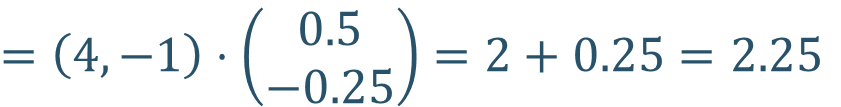 = (4, −1) · (0.5
−0.25) = 2 + 0.25 = 2.25